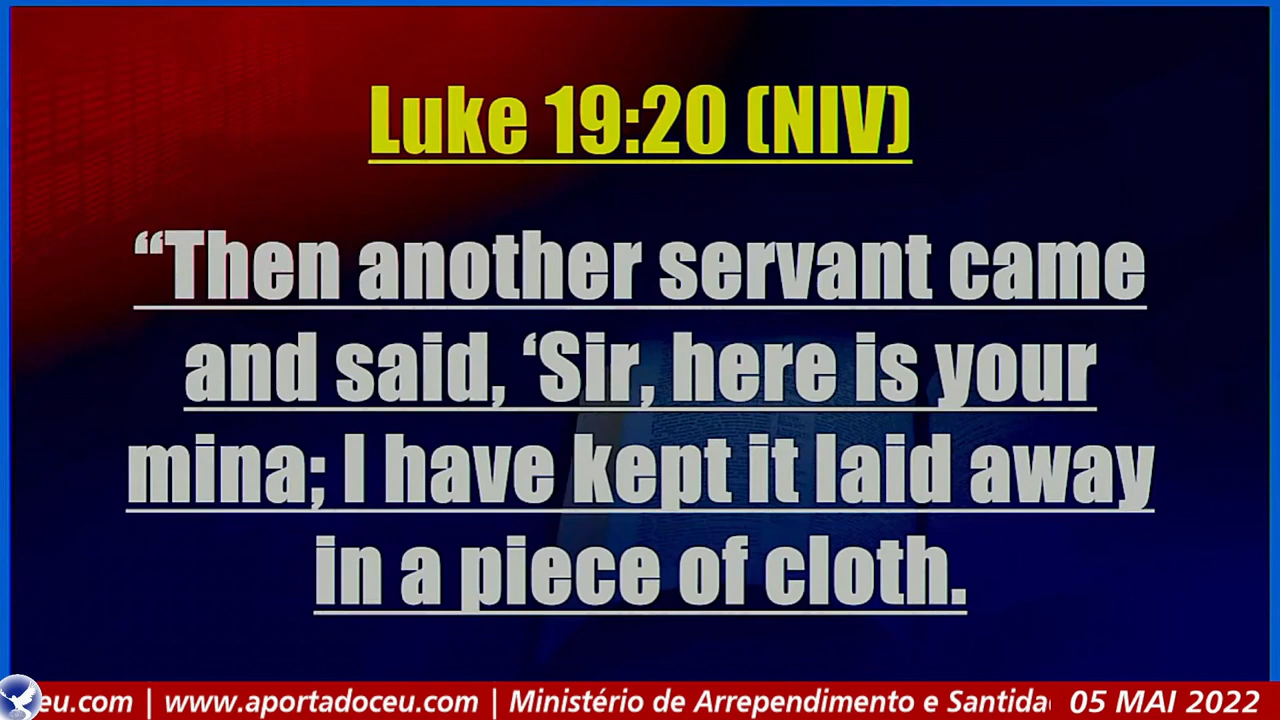 Luke 19:20 (NIV)
“Then another servant came
and said, ‘Sir, here is your
mina; I have kept it laid away
in a piece of cloth.
eu.com | www.aportadoceu.com | Ministério de Arrependimento e Santida 05 MAI 2022